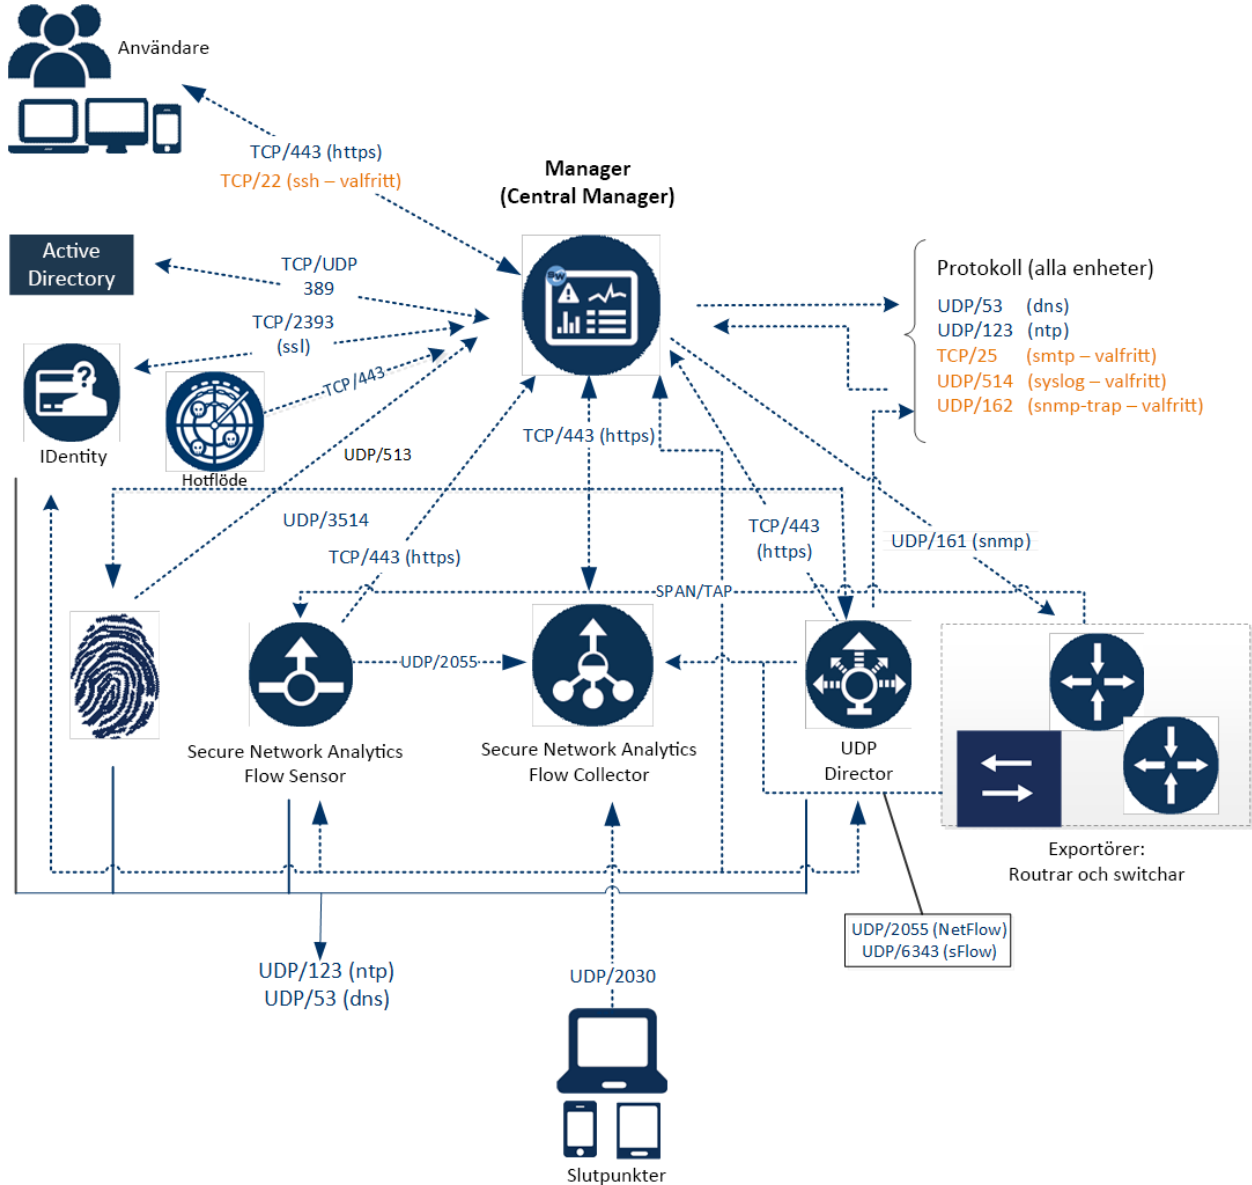 Användare
TCP/443 (https)
TCP/22 (ssh – valfritt)
Manager
(Central Manager)
Active
Directory
TCP/UDP
389
TCP/2393
(ssl)
TCP/443
IDentity
Hotflöde
UDP/513
TCP/443 (https)
Protokoll (alla enheter)
UDP/53 (dns)
UDP/123 (ntp)
TCP/25 (smtp – valfritt)
UDP/514 (syslog – valfritt)
UDP/162 (snmp-trap – valfritt)
UDP/3514
TCP/443 (https)
TCP/443
(https)
UDP/161 (snmp)
SPAN/TAP
UDP/2055
Secure Network Analytics
Flow Sensor
Secure Network Analytics
Flow Collector
UDP
Director
Exportörer:
Routrar och switchar
UDP/2055 (NetFlow)
UDP/6343 (sFlow)
UDP/123 (ntp)
UDP/53 (dns)
UDP/2030
Slutpunkter